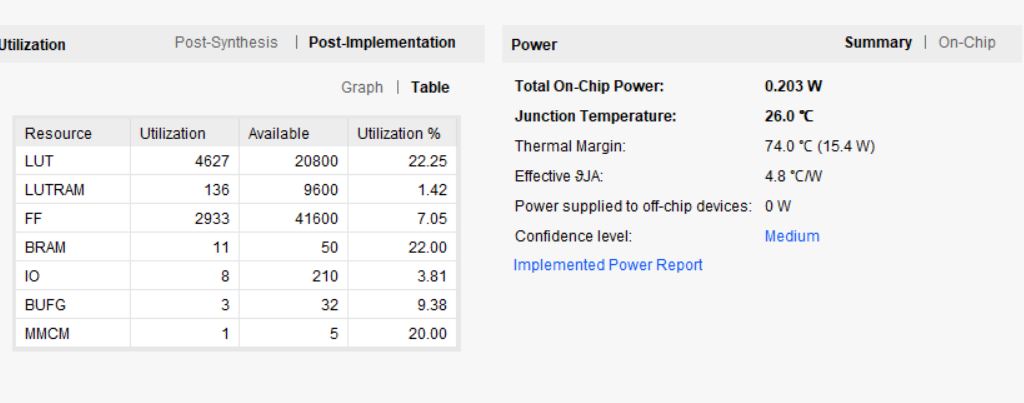 Utilization Post-Synthesis | Post-Implementation
Graph | Table
Resource Utilization Available Utilization %
LUT 4627 20800 22.25
LUTRAM 136 9600 1.42
FF 2933 41600 7.05
BRAM 11 50 22.00
IO 8 210 3.81
BUFG 3 32 9.38
MMCM 1 5 20.00
Power Summary | On-Chip
Total On-Chip Power: 0.203 W
Junction Temperature: 26.0 °C
Thermal Margin: 74.0 °C (15.4 W)
Effective ϑJA: 4.8 °C/W
Power supplied to off-chip devices: 0 W
Confidence level: Medium
Implemented Power Report